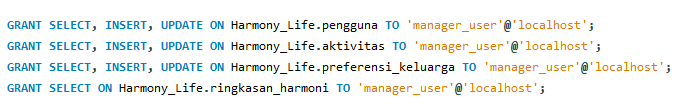 GRANT SELECT, INSERT, UPDATE ON Harmony_Life.pengguna TO 'manager_user'@'localhost';
GRANT SELECT, INSERT, UPDATE ON Harmony_Life.aktivitas TO 'manager_user'@'localhost';
GRANT SELECT, INSERT, UPDATE ON Harmony_Life.preferensi_keluarga TO 'manager_user'@'localhost';
GRANT SELECT ON Harmony_Life.ringkasan_harmoni TO 'manager_user'@'localhost';